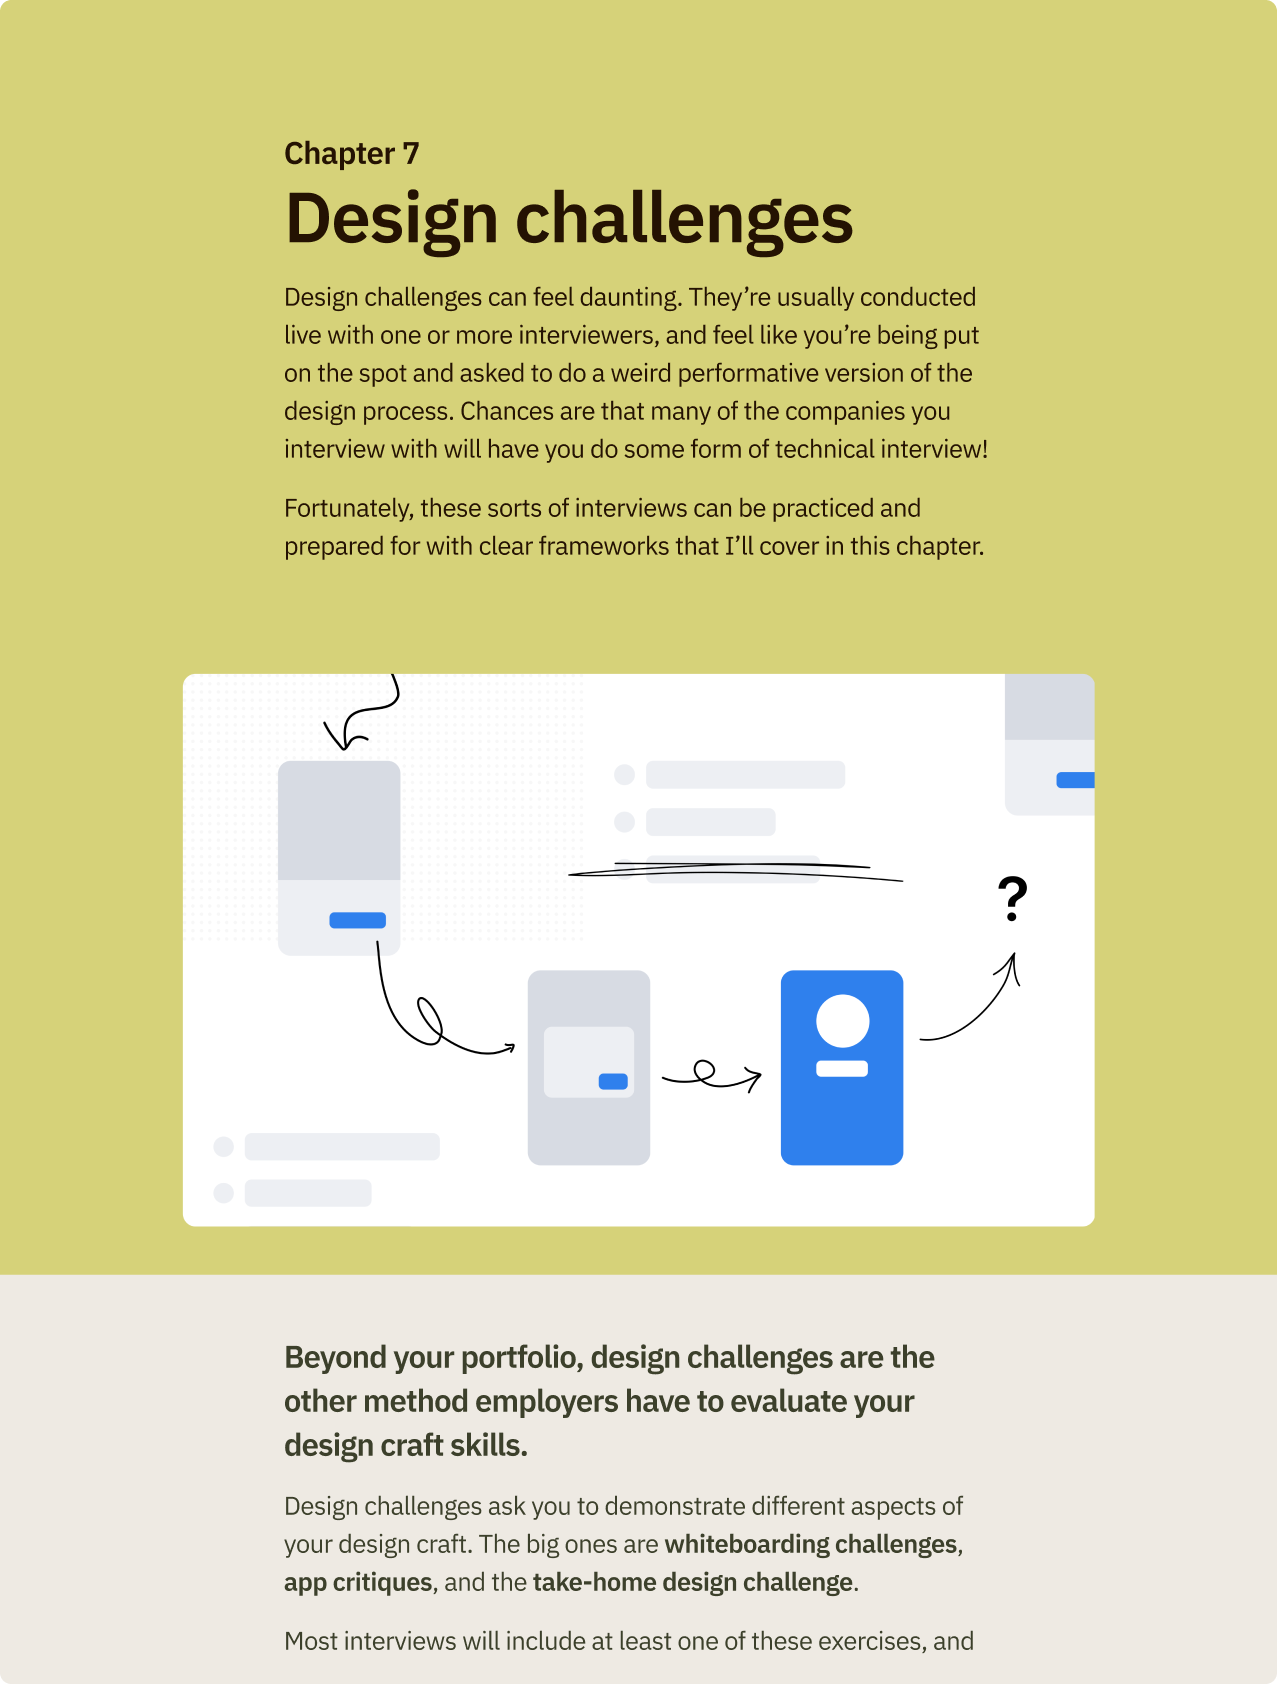 Chapter 7
Design challenges
Design challenges can feel daunting. They’re usually conducted
live with one or more interviewers, and feel like you’re being put
on the spot and asked to do a weird performative version of the
design process. Chances are that many of the companies you
interview with will have you do some form of technical interview!
Fortunately, these sorts of interviews can be practiced and
prepared for with clear frameworks that I’ll cover in this chapter.
?
Beyond your portfolio, design challenges are the
other method employers have to evaluate your
design craft skills.
Design challenges ask you to demonstrate different aspects of
your design craft. The big ones are whiteboarding challenges,
app critiques, and the take-home design challenge.
Most interviews will include at least one of these exercises, and